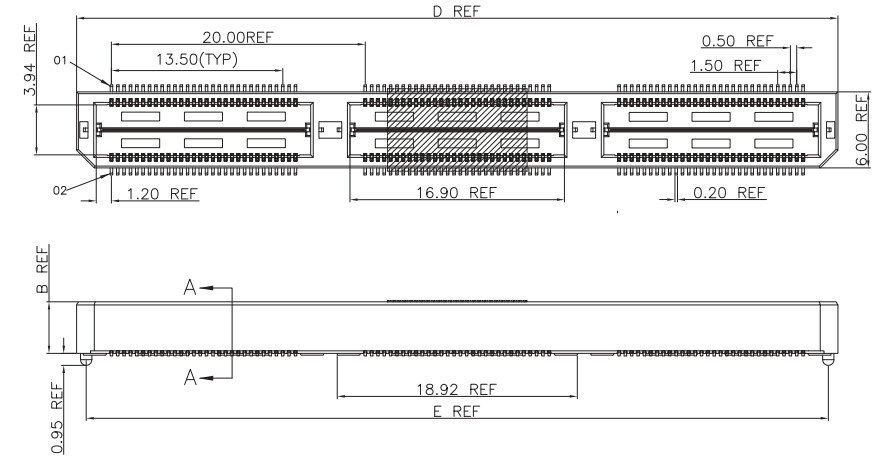 D REF
20.00REF
0.50 REF
13.50(TYP)
01
1.50 REF
3.94 REF
6.00 REF
02
1.20 REF
16.90 REF
0.20 REF
B REF
A
A
18.92 REF
E REF
0.95 REF